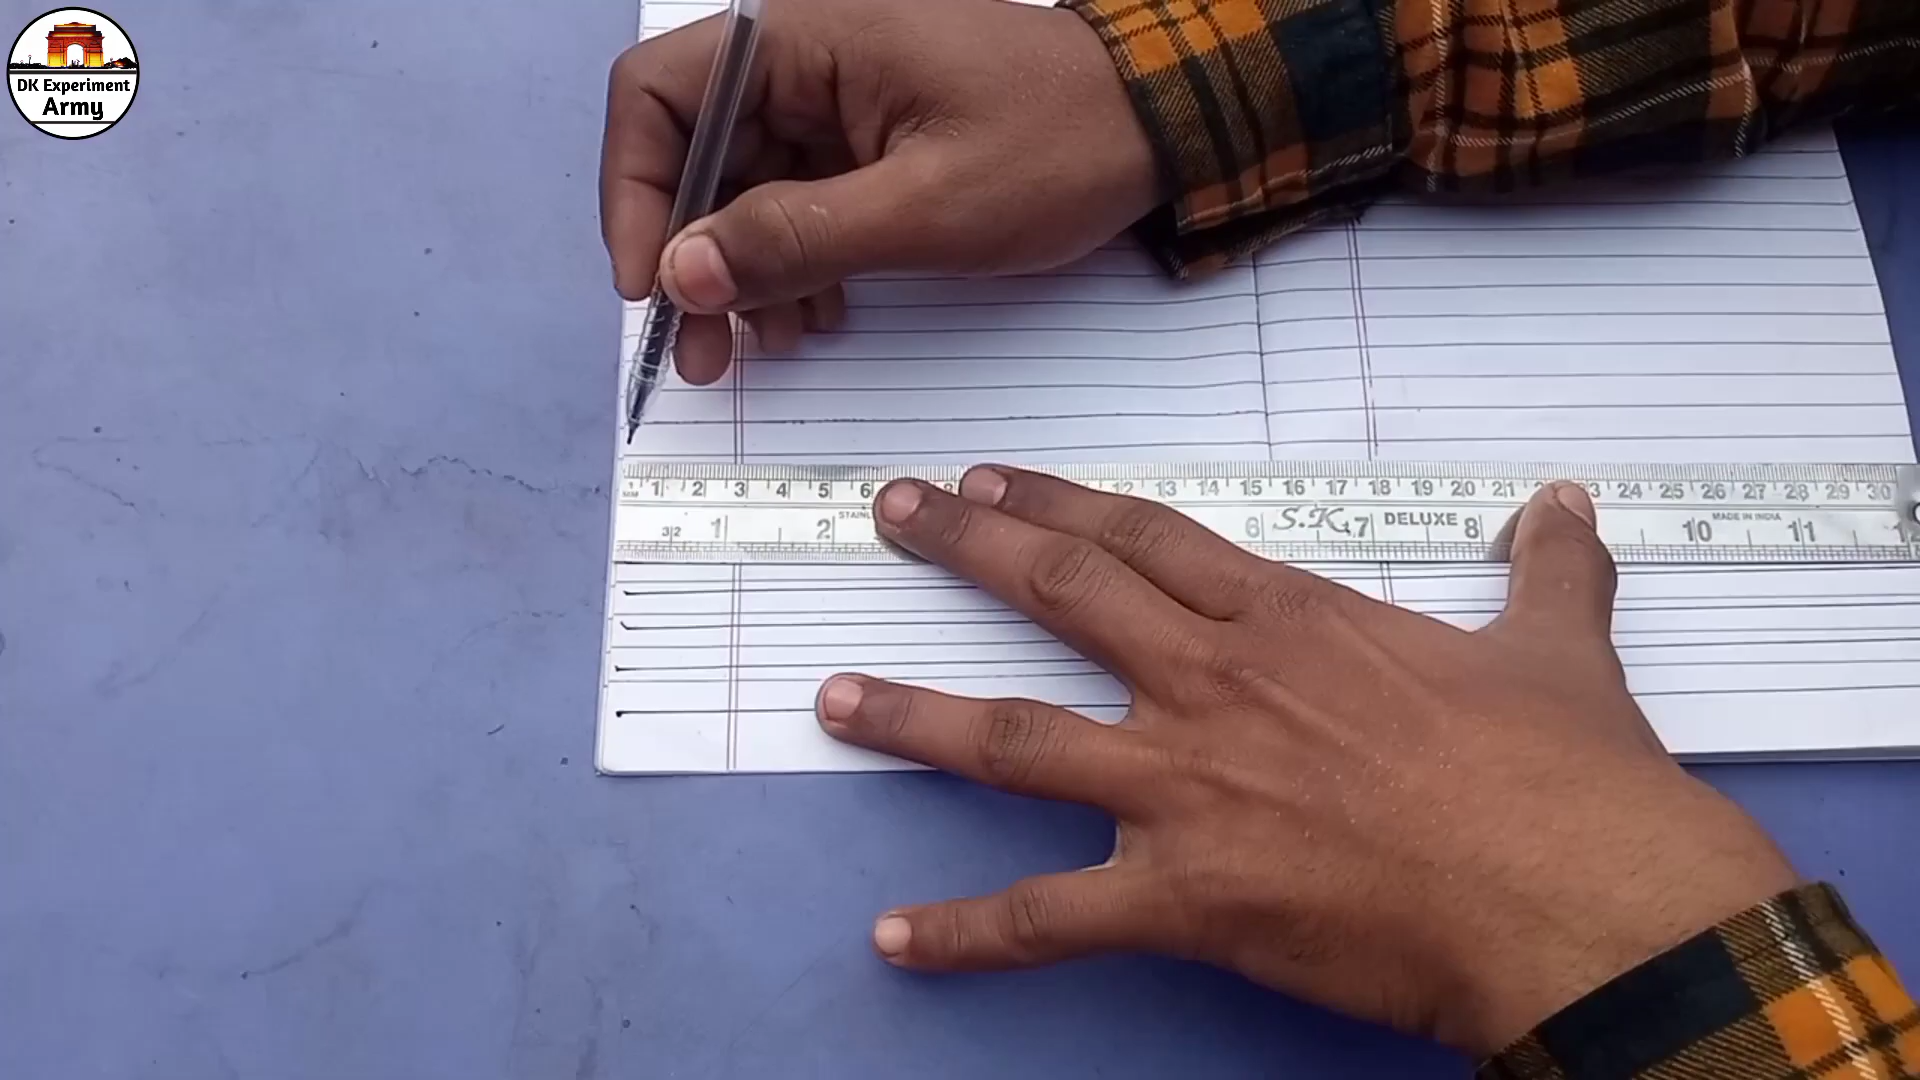 DK Experiment
Army
1 2 3 4 5 6 8 12 13 14 15 16 17 18 19 20 21 23 24 25 26 27 28 29 30
32 1 2 6 S.K. 7 DELUXE 8 10 MADE IN INDIA 11